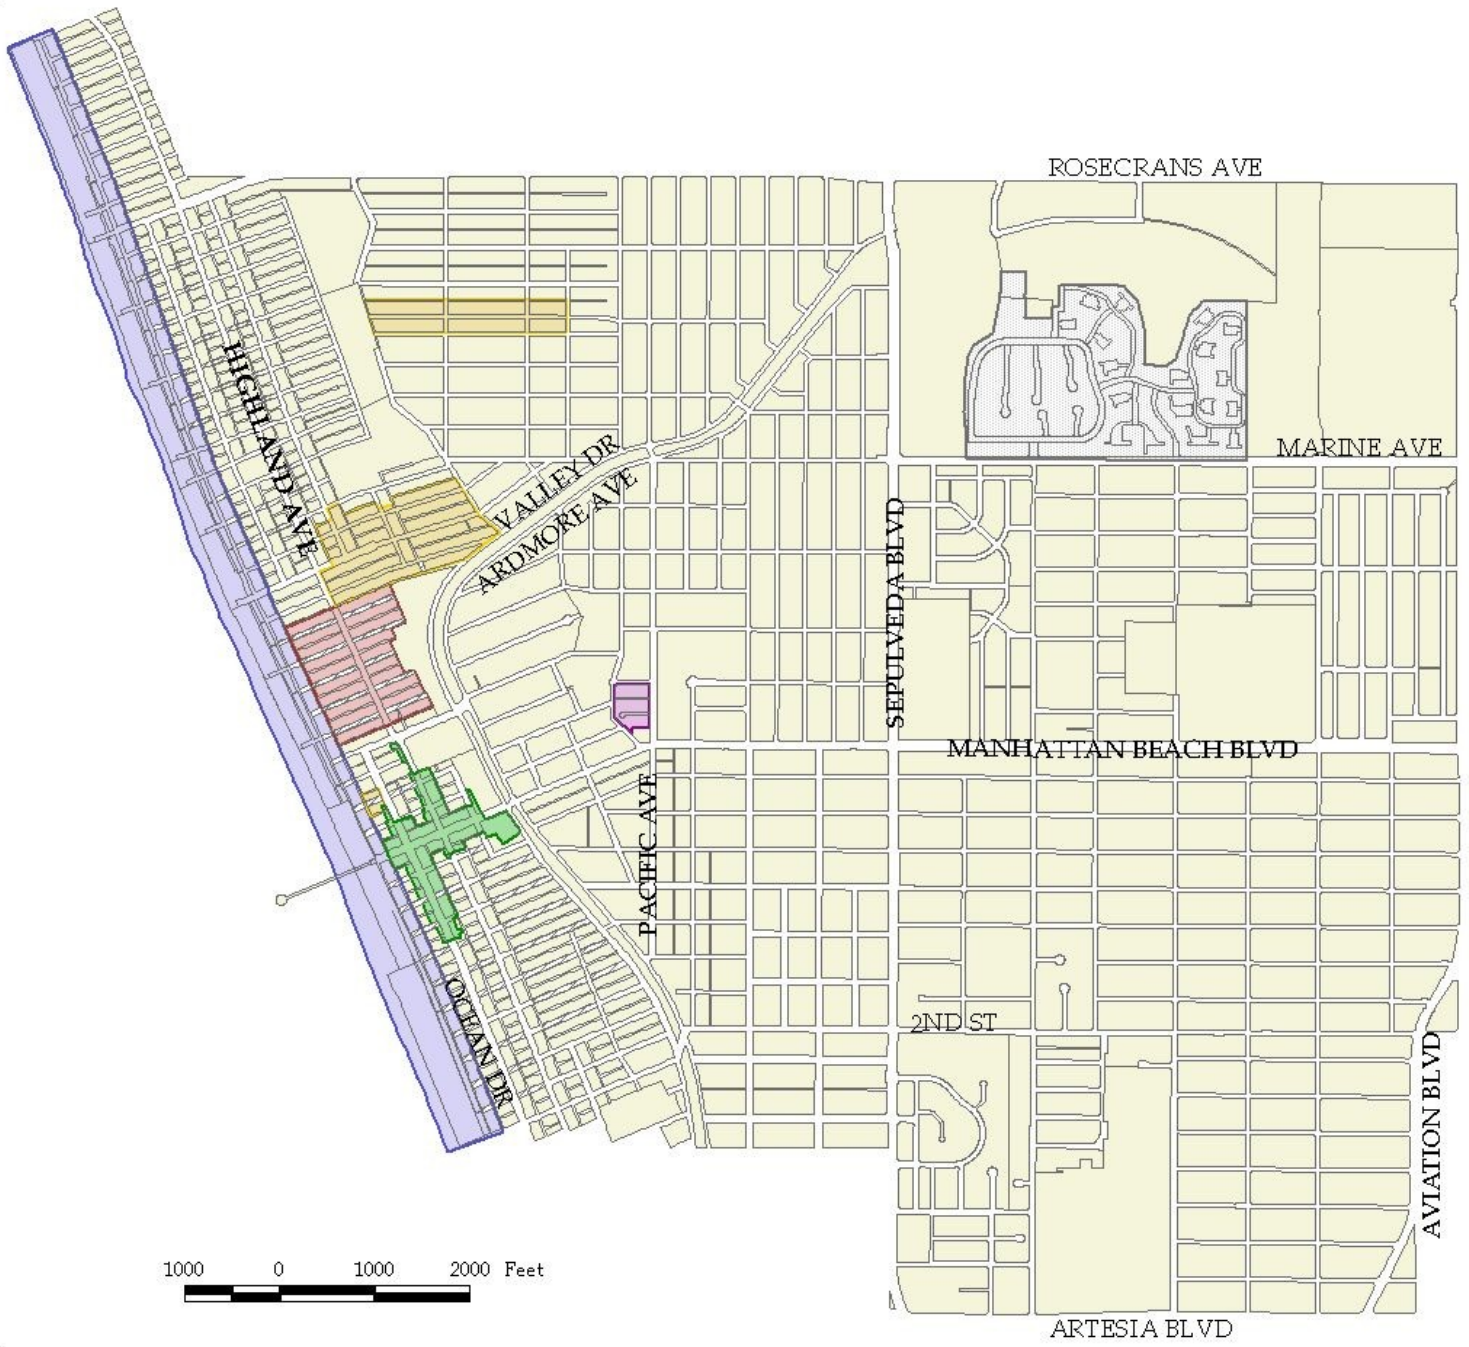 ROSECRANS AVE
HIGHLAND AVE
MARINE AVE
VALLEY DR
ARDMORE AVE
SEPULVEDA BLVD
MANHATTAN BEACH BLVD
PACIFIC AVE
OCEAN DR
2ND ST
AVIATION BLVD
1000 0 1000 2000 Feet
ARTESIA BLVD